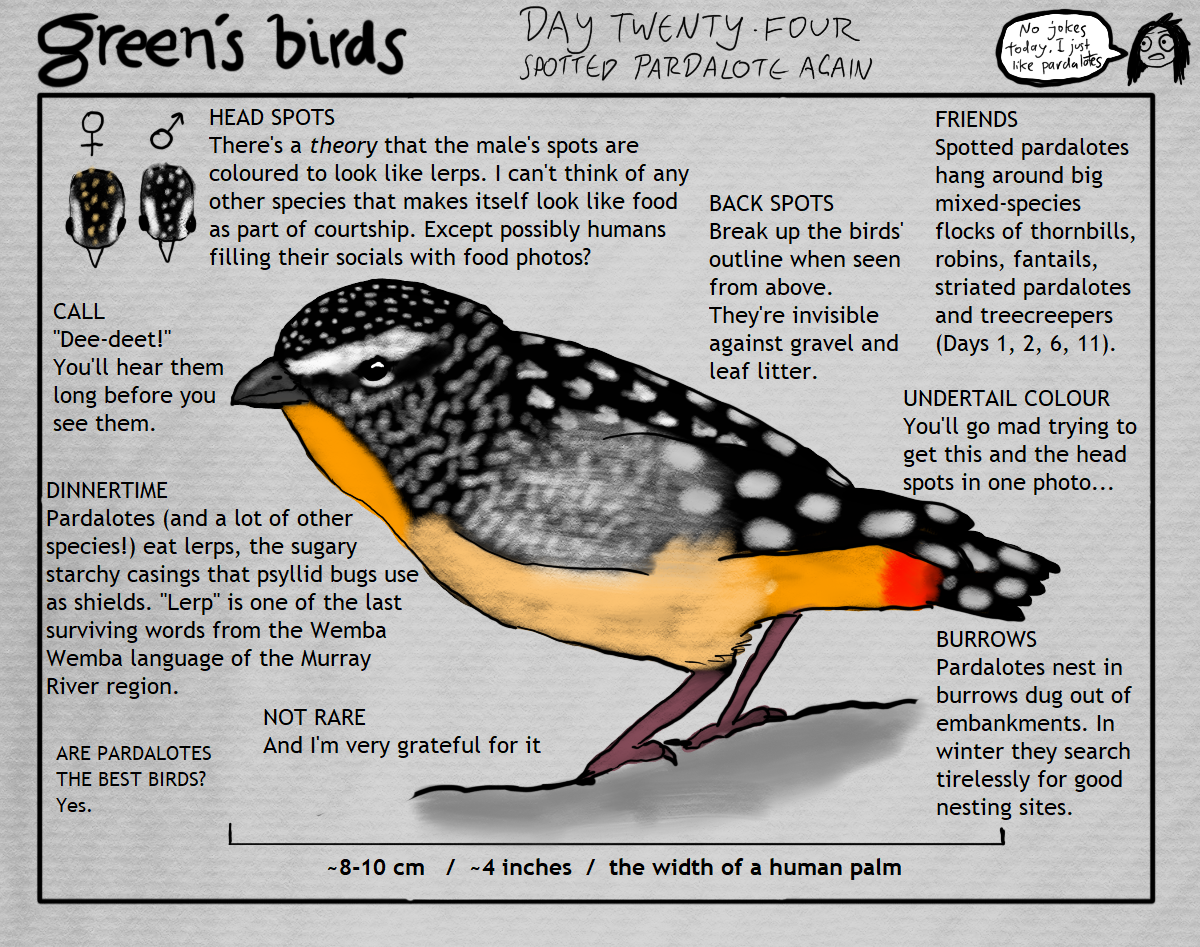 green's birds
DAY TWENTY-FOUR
SPOTTED PARDALOTE AGAIN
No jokes
today, I just
like pardalotes
♀ ♂
HEAD SPOTS
There's a theory that the male's spots are
coloured to look like lerps. I can't think of any
other species that makes itself look like food
as part of courtship. Except possibly humans
filling their socials with food photos?
BACK SPOTS
Break up the birds'
outline when seen
from above.
They're invisible
against gravel and
leaf litter.
FRIENDS
Spotted pardalotes
hang around big
mixed-species
flocks of thornbills,
robins, fantails,
striated pardalotes
and treecreepers
(Days 1, 2, 6, 11).
CALL
"Dee-deet!"
You'll hear them
long before you
see them.
UNDERTAIL COLOUR
You'll go mad trying to
get this and the head
spots in one photo...
DINNERTIME
Pardalotes (and a lot of other
species!) eat lerps, the sugary
starchy casings that psyllid bugs use
as shields. "Lerp" is one of the last
surviving words from the Wemba
Wemba language of the Murray
River region.
BURROWS
Pardalotes nest in
burrows dug out of
embankments. In
winter they search
tirelessly for good
nesting sites.
NOT RARE
And I'm very grateful for it
ARE PARDALOTES
THE BEST BIRDS?
Yes.
~8-10 cm / ~4 inches / the width of a human palm